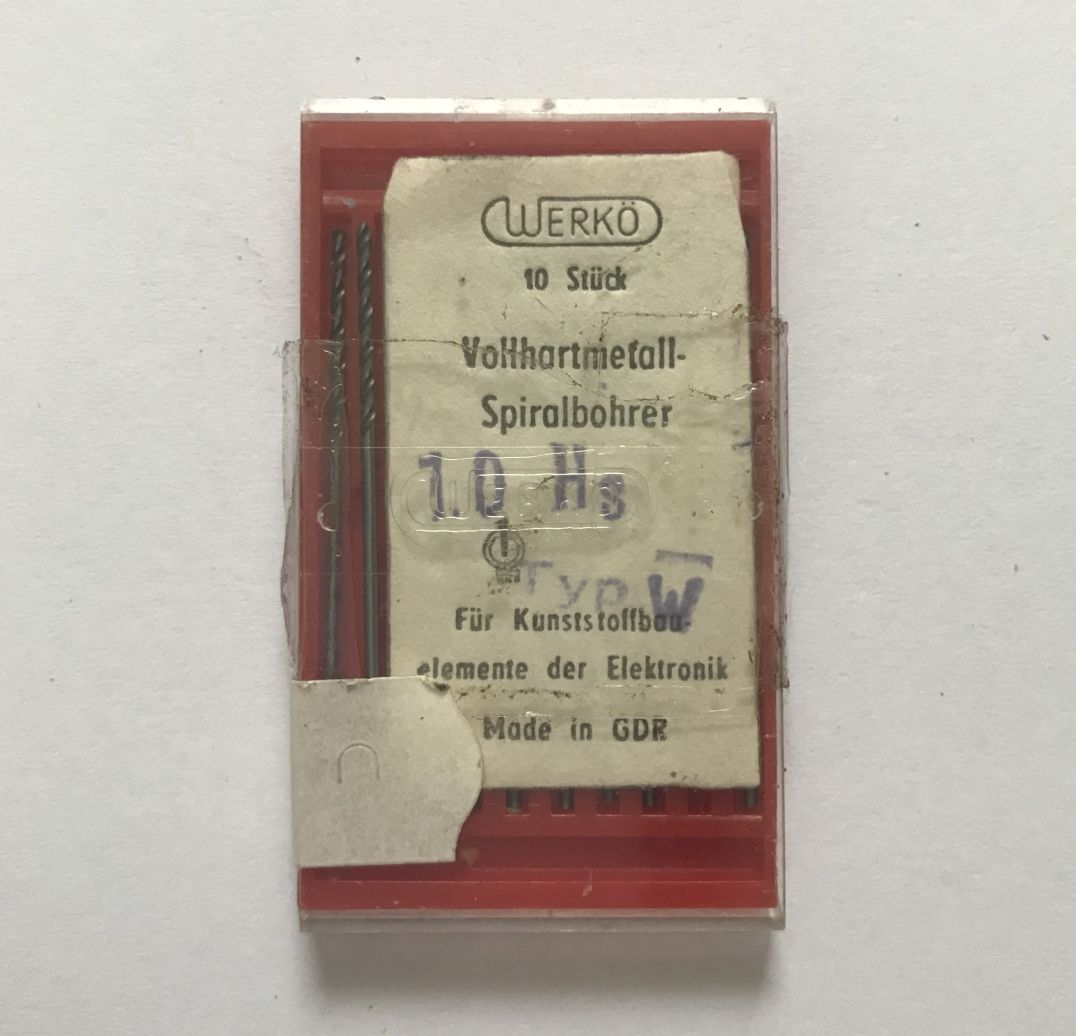 WERKÖ
10 Stück
Vollhartmetall-
Spiralbohrer
1.0 Hs
Typ W
Für Kunststoffbau-
elemente der Elektronik
Made in GDR